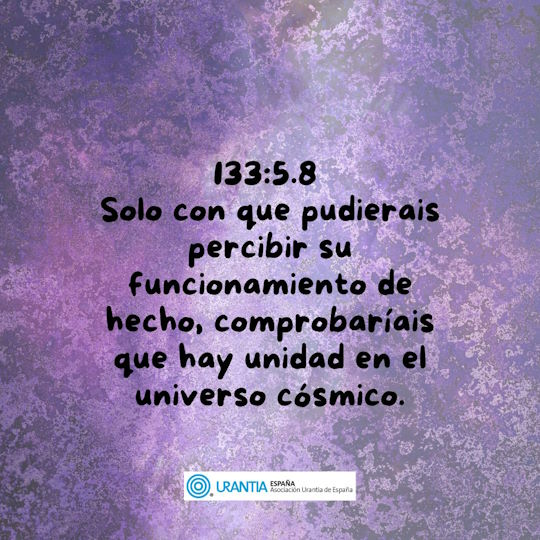 133:5.8
Solo con que pudierais
percibir su
funcionamiento de
hecho, comprobaríais
que hay unidad en el
universo cósmico.
URANTIA ESPAÑA
Asociación Urantia de España